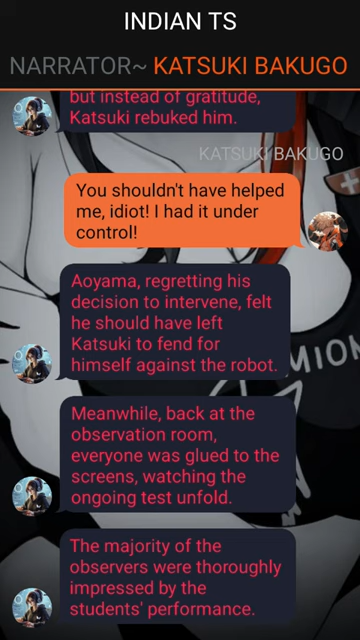 INDIAN TS
NARRATOR~ KATSUKI BAKUGO
but instead of gratitude,
Katsuki rebuked him.
KATSUKI BAKUGO
You shouldn't have helped
me, idiot! I had it under
control!
Aoyama, regretting his
decision to intervene, felt
he should have left
Katsuki to fend for
himself against the robot.
MION
Meanwhile, back at the
observation room,
everyone was glued to the
screens, watching the
ongoing test unfold.
The majority of the
observers were thoroughly
impressed by the
students' performance.